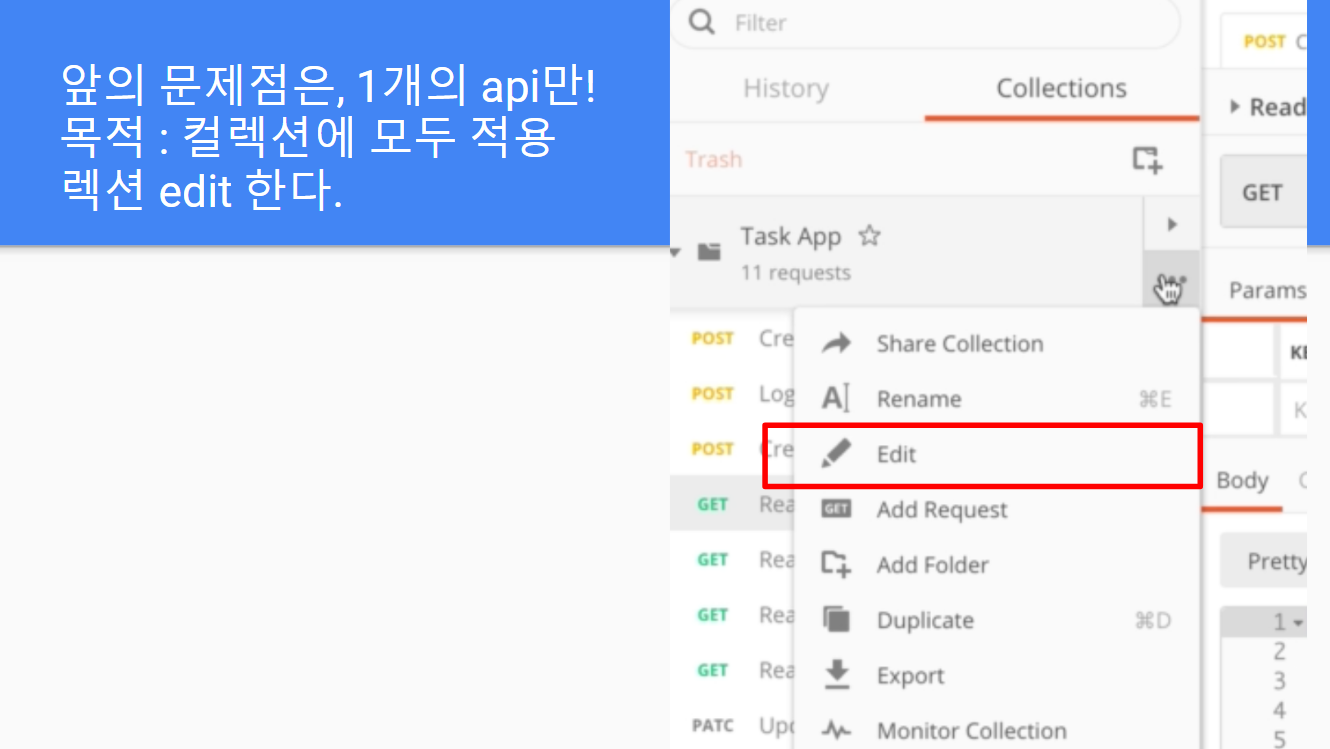 앞의 문제점은, 1개의 api만!
목적 : 컬렉션에 모두 적용
렉션 edit 한다.
Filter
History
Collections
Trash
Task App
11 requests
POST Cre
POST Log
POST Cre
GET Rea
GET Rea
GET Rea
GET Rea
PATC Upd
Share Collection
Rename ⌘E
Edit
GET Add Request
Add Folder
Duplicate ⌘D
Export
Monitor Collection
POST
Read
GET
Params
KE
K
Body
Pretty
1
2
3
4
5